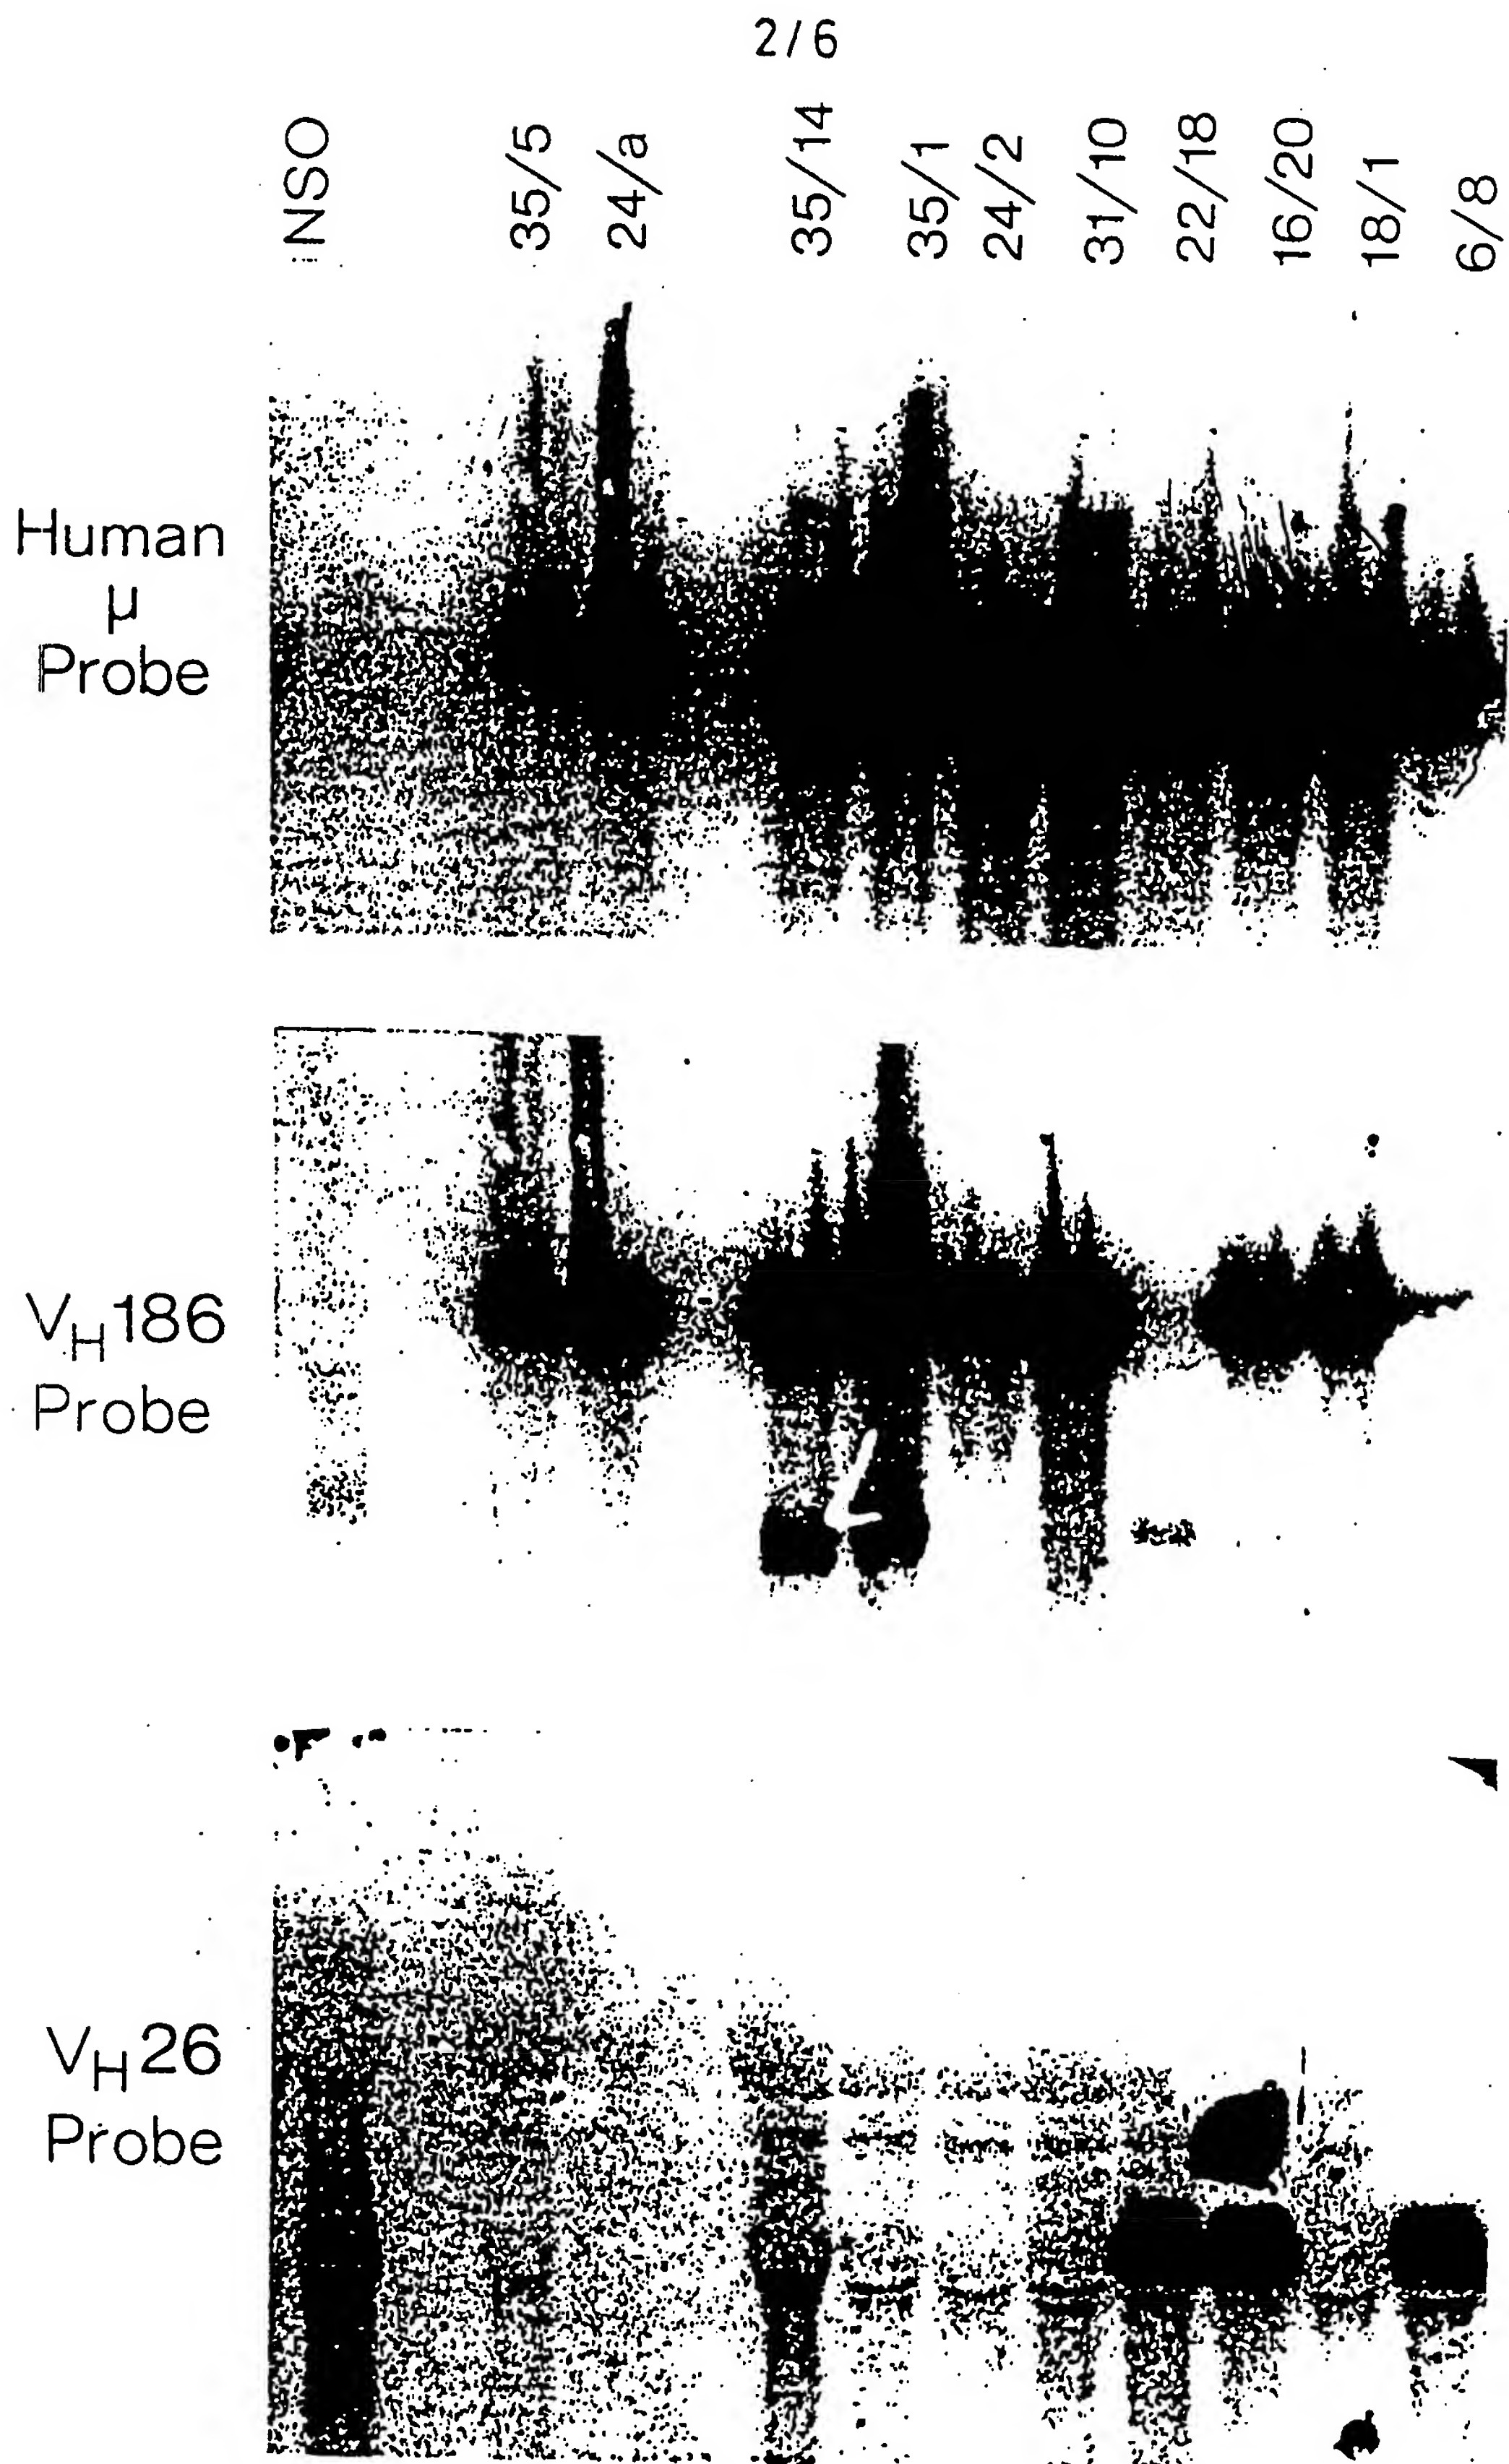 2/6
NSO
35/5
24/a
35/14
35/1
24/2
31/10
22/18
16/20
18/1
6/8
Human
μ
Probe
VH186
Probe
VH26
Probe